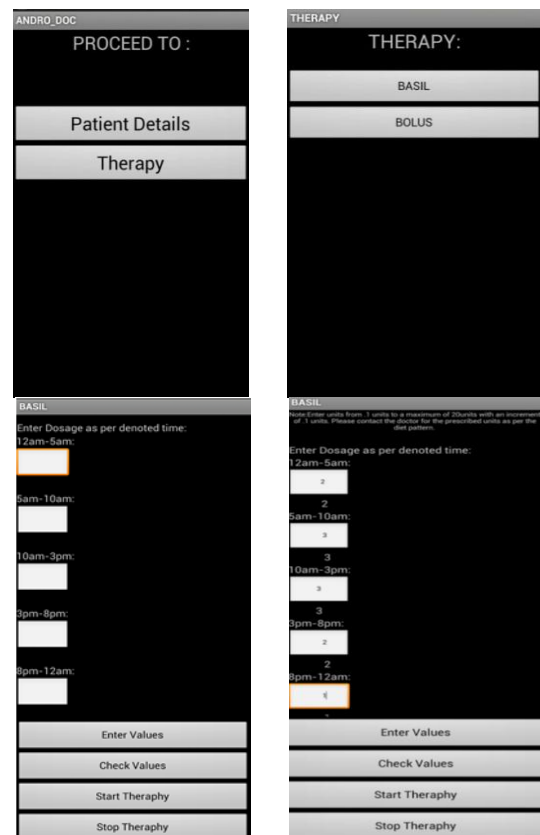 ANDRO_DOC
PROCEED TO :
Patient Details
Therapy
THERAPY
THERAPY:
BASIL
BOLUS
BASIL
Enter Dosage as per denoted time:
12am-5am:
5am-10am:
10am-3pm:
3pm-8pm:
8pm-12am:
Enter Values
Check Values
Start Theraphy
Stop Theraphy
BASIL
Note:Enter units from .1 units to a maximum of 20units with an increment
of .1 units. Please contact the doctor for the prescribed units as per the
diet pattern.
Enter Dosage as per denoted time:
12am-5am:
2
2
5am-10am:
3
3
10am-3pm:
3
3
3pm-8pm:
2
2
8pm-12am:
1
Enter Values
Check Values
Start Theraphy
Stop Theraphy